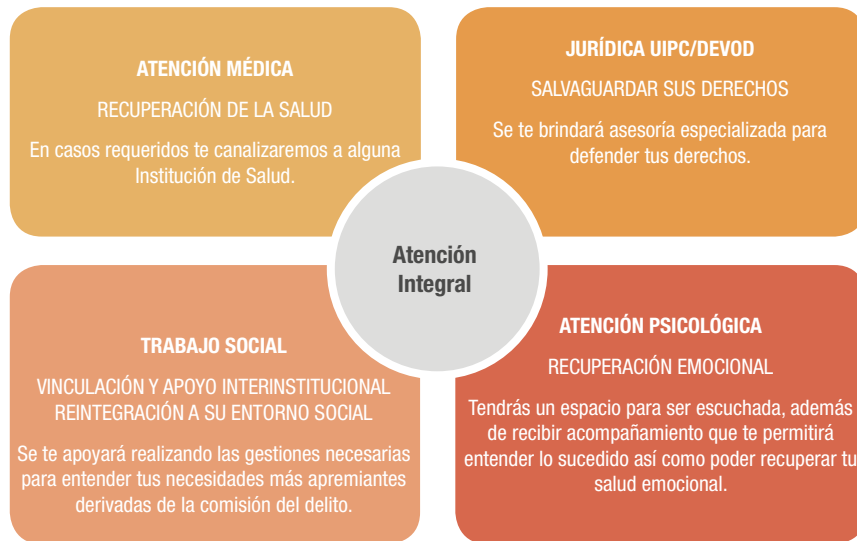 ATENCIÓN MÉDICA
RECUPERACIÓN DE LA SALUD
En casos requeridos te canalizaremos a alguna
Institución de Salud.
JURÍDICA UIPC/DEVOD
SALVAGUARDAR SUS DERECHOS
Se te brindará asesoría especializada para
defender tus derechos.
Atención
Integral
TRABAJO SOCIAL
VINCULACIÓN Y APOYO INTERINSTITUCIONAL
REINTEGRACIÓN A SU ENTORNO SOCIAL
Se te apoyará realizando las gestiones necesarias
para entender tus necesidades más apremiantes
derivadas de la comisión del delito.
ATENCIÓN PSICOLÓGICA
RECUPERACIÓN EMOCIONAL
Tendrás un espacio para ser escuchada, además
de recibir acompañamiento que te permitirá
entender lo sucedido así como poder recuperar tu
salud emocional.